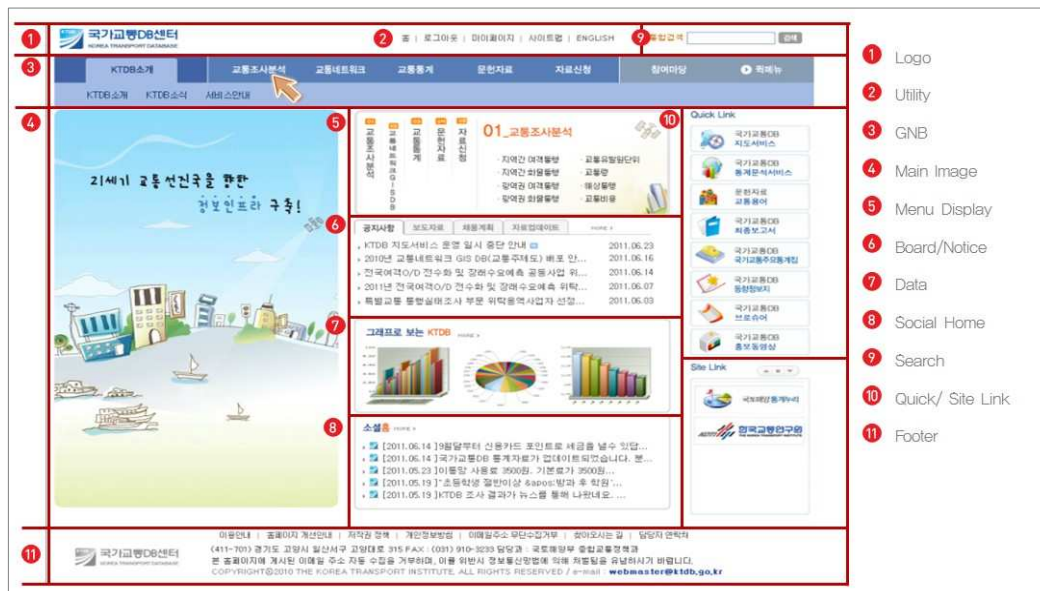 1 국가교통DB센터
KOREA TRANSPORT DATABASE
2 홈 | 로그아웃 | 마이페이지 | 사이트맵 | ENGLISH
9 통합검색 검색
3 KTDB소개 교통조사분석 교통네트워크 교통통계 문헌자료 자료신청 참여마당 퀵메뉴
KTDB소개 KTDB소식 서비스안내
4
21세기 교통선진국을 향한
정보인프라 구축!
5
교통조사분석
교통네트워크GISDB
교통통계
문헌자료
자료신청
10
01_교통조사분석
· 지역간 여객통행 · 교통유발원단위
· 지역간 화물통행 · 교통량
· 광역권 여객통행 · 해상통행
· 광역권 화물통행 · 교통비용
6
공지사항 보도자료 채용계획 자료업데이트 MORE
KTDB 지도서비스 운영 일시 중단 안내 2011.06.23
2010년 교통네트워크 GIS DB(교통주제도) 배포 안... 2011.06.16
전국여객O/D 전수화 및 장래수요예측 공동사업 위... 2011.06.14
2011년 전국여객O/D 전수화 및 장래수요예측 위탁... 2011.06.07
특별교통 통행실태조사 부문 위탁용역사업자 선정... 2011.06.03
7
그래프로 보는 KTDB MORE
8
소셜홈 MORE
[2011.06.14 ]9월달부터 신용카드 포인트로 세금을 낼수 있답...
[2011.06.14 ]국가교통DB 통계자료가 업데이트되었습니다. 분...
[2011.05.23 ]이통망 사용료 3500원. 기본료가 3500원...
[2011.05.19 ]"초등학생 절반이상 &apos:방과 후 학원'...
[2011.05.19 ]KTDB 조사 결과가 뉴스를 통해 나왔네요. ...
Quick Link
국가교통DB
지도서비스
국가교통DB
통계분석서비스
문헌자료
교통용어
국가교통DB
최종보고서
국가교통DB
국가교통주요통계집
국가교통DB
동향정보지
국가교통DB
브로슈어
국가교통DB
홍보동영상
Site Link
국토해양통계누리
한국교통연구원
11
국가교통DB센터
KOREA TRANSPORT DATABASE
이용안내 | 홈페이지 개선안내 | 저작권 정책 | 개인정보방침 | 이메일주소 무단수집거부 | 찾아오시는 길 | 담당자 연락처
(411-701) 경기도 고양시 일산서구 고양대로 315 FAX : (031) 910-3233 담당과 : 국토해양부 종합교통정책과
본 홈페이지에 게시된 이메일 주소 자동 수집을 거부하며, 이를 위반시 정보통신망법에 의해 처벌됨을 유념하시기 바랍니다.
COPYRIGHTⓒ2010 THE KOREA TRANSPORT INSTITUTE, ALL RIGHTS RESERVED / e-mail : webmaster@ktdb.go.kr
1 Logo
2 Utility
3 GNB
4 Main Image
5 Menu Display
6 Board/Notice
7 Data
8 Social Home
9 Search
10 Quick/ Site Link
11 Footer